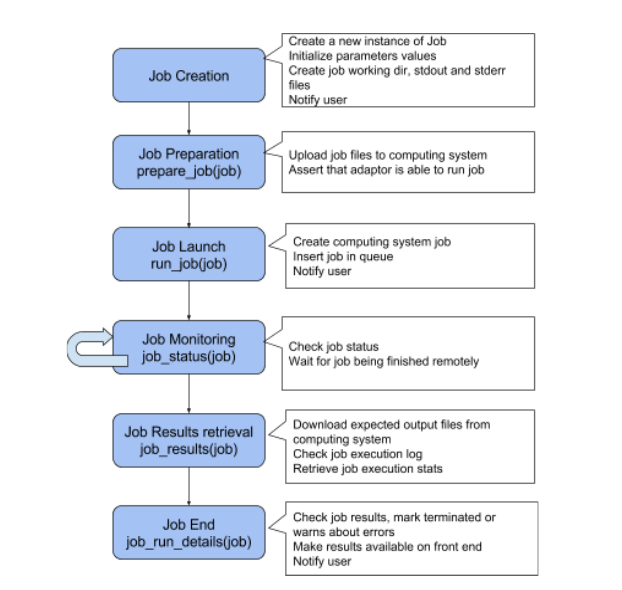 Job Creation
Create a new instance of Job
Initialize parameters values
Create job working dir, stdout and stderr
files
Notify user
Job Preparation
prepare_job(job)
Upload job files to computing system
Assert that adaptor is able to run job
Job Launch
run_job(job)
Create computing system job
Insert job in queue
Notify user
Job Monitoring
job_status(job)
Check job status
Wait for job being finished remotely
Job Results retrieval
job_results(job)
Download expected output files from
computing system
Check job execution log
Retrieve job execution stats
Job End
job_run_details(job)
Check job results, mark terminated or
warns about errors
Make results available on front end
Notify user